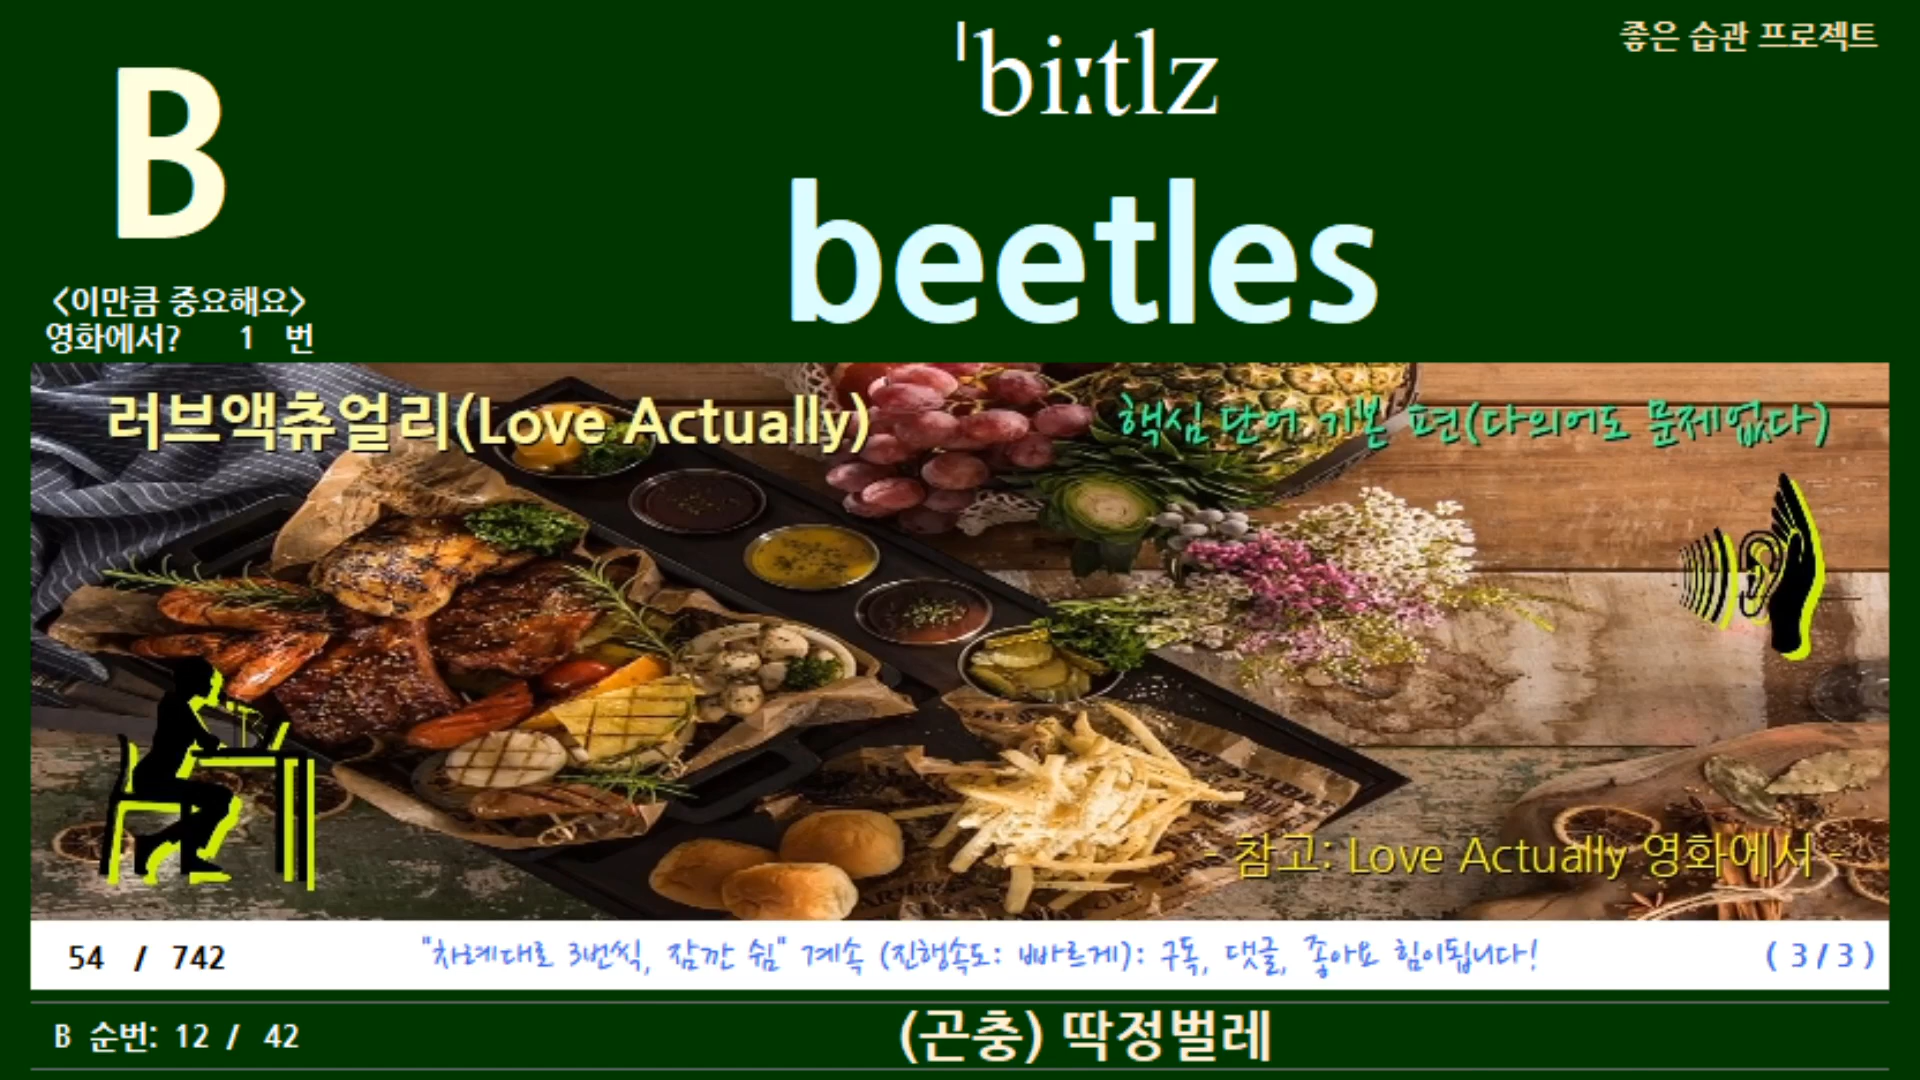 좋은 습관 프로젝트
B
ˈbiːtlz
beetles
<이만큼 중요해요>
영화에서? 1 번
러브액츄얼리(Love Actually)
핵심 단어 기본 편(다의어도 문제없다)
- 참고: Love Actually 영화에서 -
54 / 742
"차례대로 3번씩, 잠깐 쉼" 계속 (진행속도: 빠르게): 구독, 댓글, 좋아요 힘이됩니다!
( 3 / 3 )
B 순번: 12 / 42
(곤충) 딱정벌레